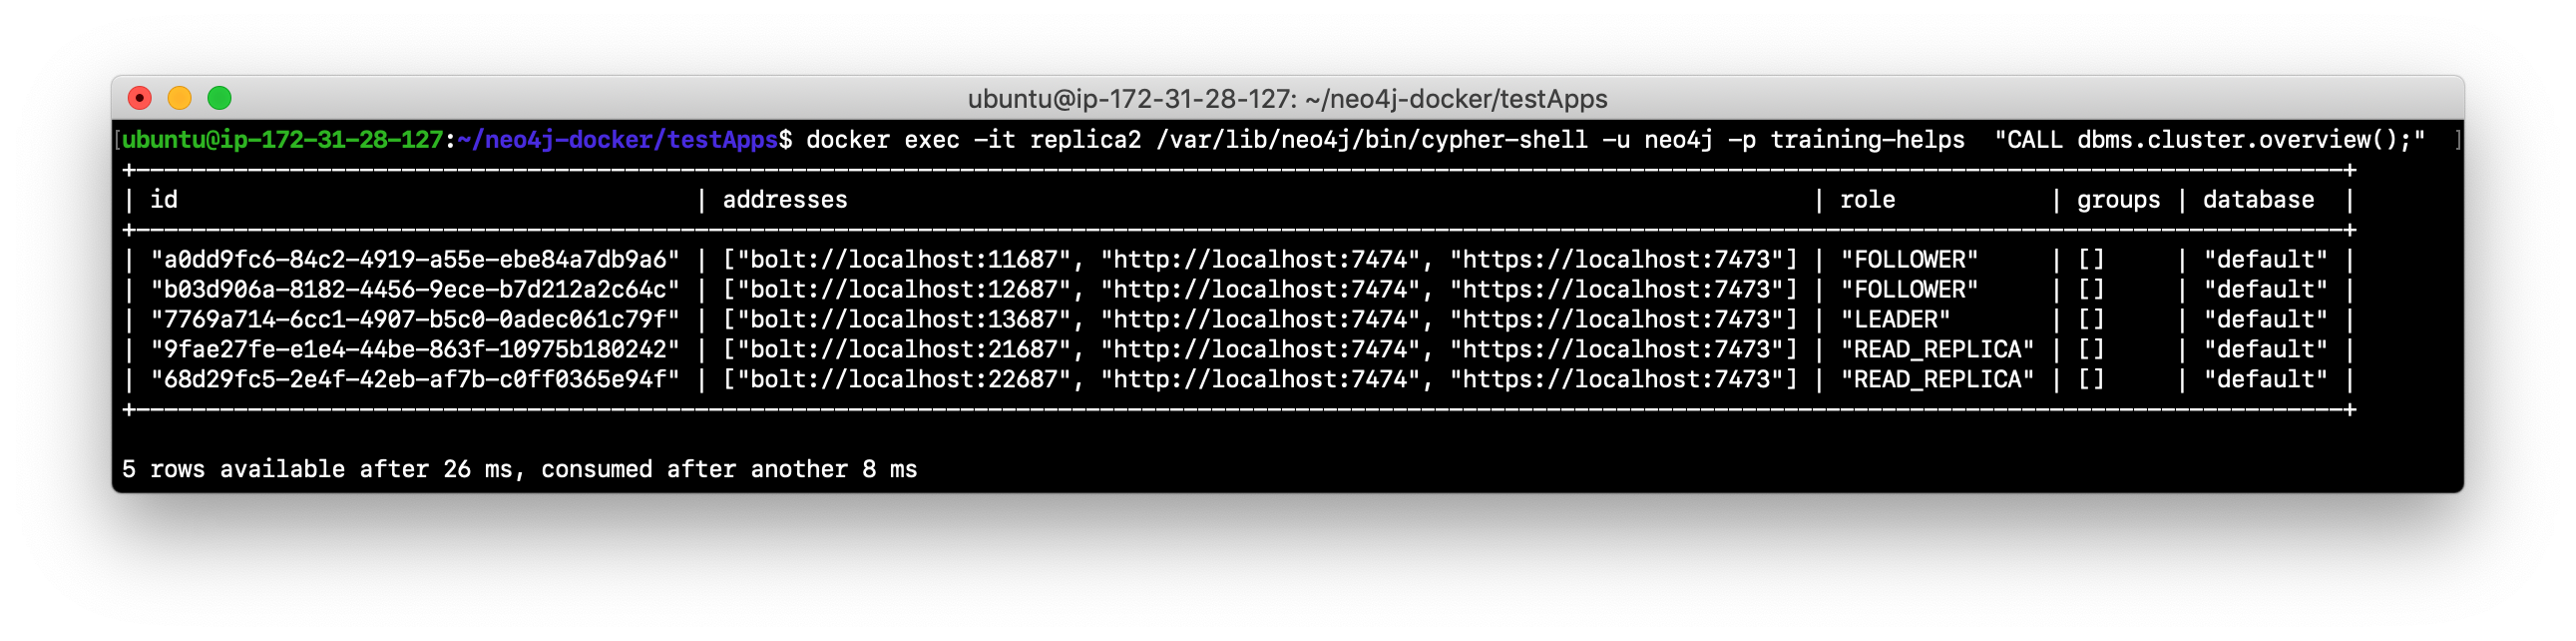 ubuntu@ip-172-31-28-127: ~/neo4j-docker/testApps
[ubuntu@ip-172-31-28-127:~/neo4j-docker/testApps$ docker exec -it replica2 /var/lib/neo4j/bin/cypher-shell -u neo4j -p training-helps  "CALL dbms.cluster.overview();"  ]
+---------------------------------------------------------------------------------------------------------------------------------------------------------------+
| id                                     | addresses                                                                     | role           | groups | database  |
+---------------------------------------------------------------------------------------------------------------------------------------------------------------+
| "a0dd9fc6-84c2-4919-a55e-ebe84a7db9a6" | ["bolt://localhost:11687", "http://localhost:7474", "https://localhost:7473"] | "FOLLOWER"     | []     | "default" |
| "b03d906a-8182-4456-9ece-b7d212a2c64c" | ["bolt://localhost:12687", "http://localhost:7474", "https://localhost:7473"] | "FOLLOWER"     | []     | "default" |
| "7769a714-6cc1-4907-b5c0-0adec061c79f" | ["bolt://localhost:13687", "http://localhost:7474", "https://localhost:7473"] | "LEADER"       | []     | "default" |
| "9fae27fe-e1e4-44be-863f-10975b180242" | ["bolt://localhost:21687", "http://localhost:7474", "https://localhost:7473"] | "READ_REPLICA" | []     | "default" |
| "68d29fc5-2e4f-42eb-af7b-c0ff0365e94f" | ["bolt://localhost:22687", "http://localhost:7474", "https://localhost:7473"] | "READ_REPLICA" | []     | "default" |
+---------------------------------------------------------------------------------------------------------------------------------------------------------------+
5 rows available after 26 ms, consumed after another 8 ms